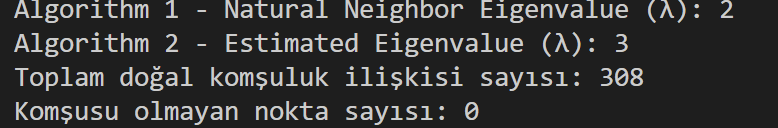 Algorithm 1 - Natural Neighbor Eigenvalue (λ): 2
Algorithm 2 - Estimated Eigenvalue (λ): 3
Toplam doğal komşuluk ilişkisi sayısı: 308
Komşusu olmayan nokta sayısı: 0